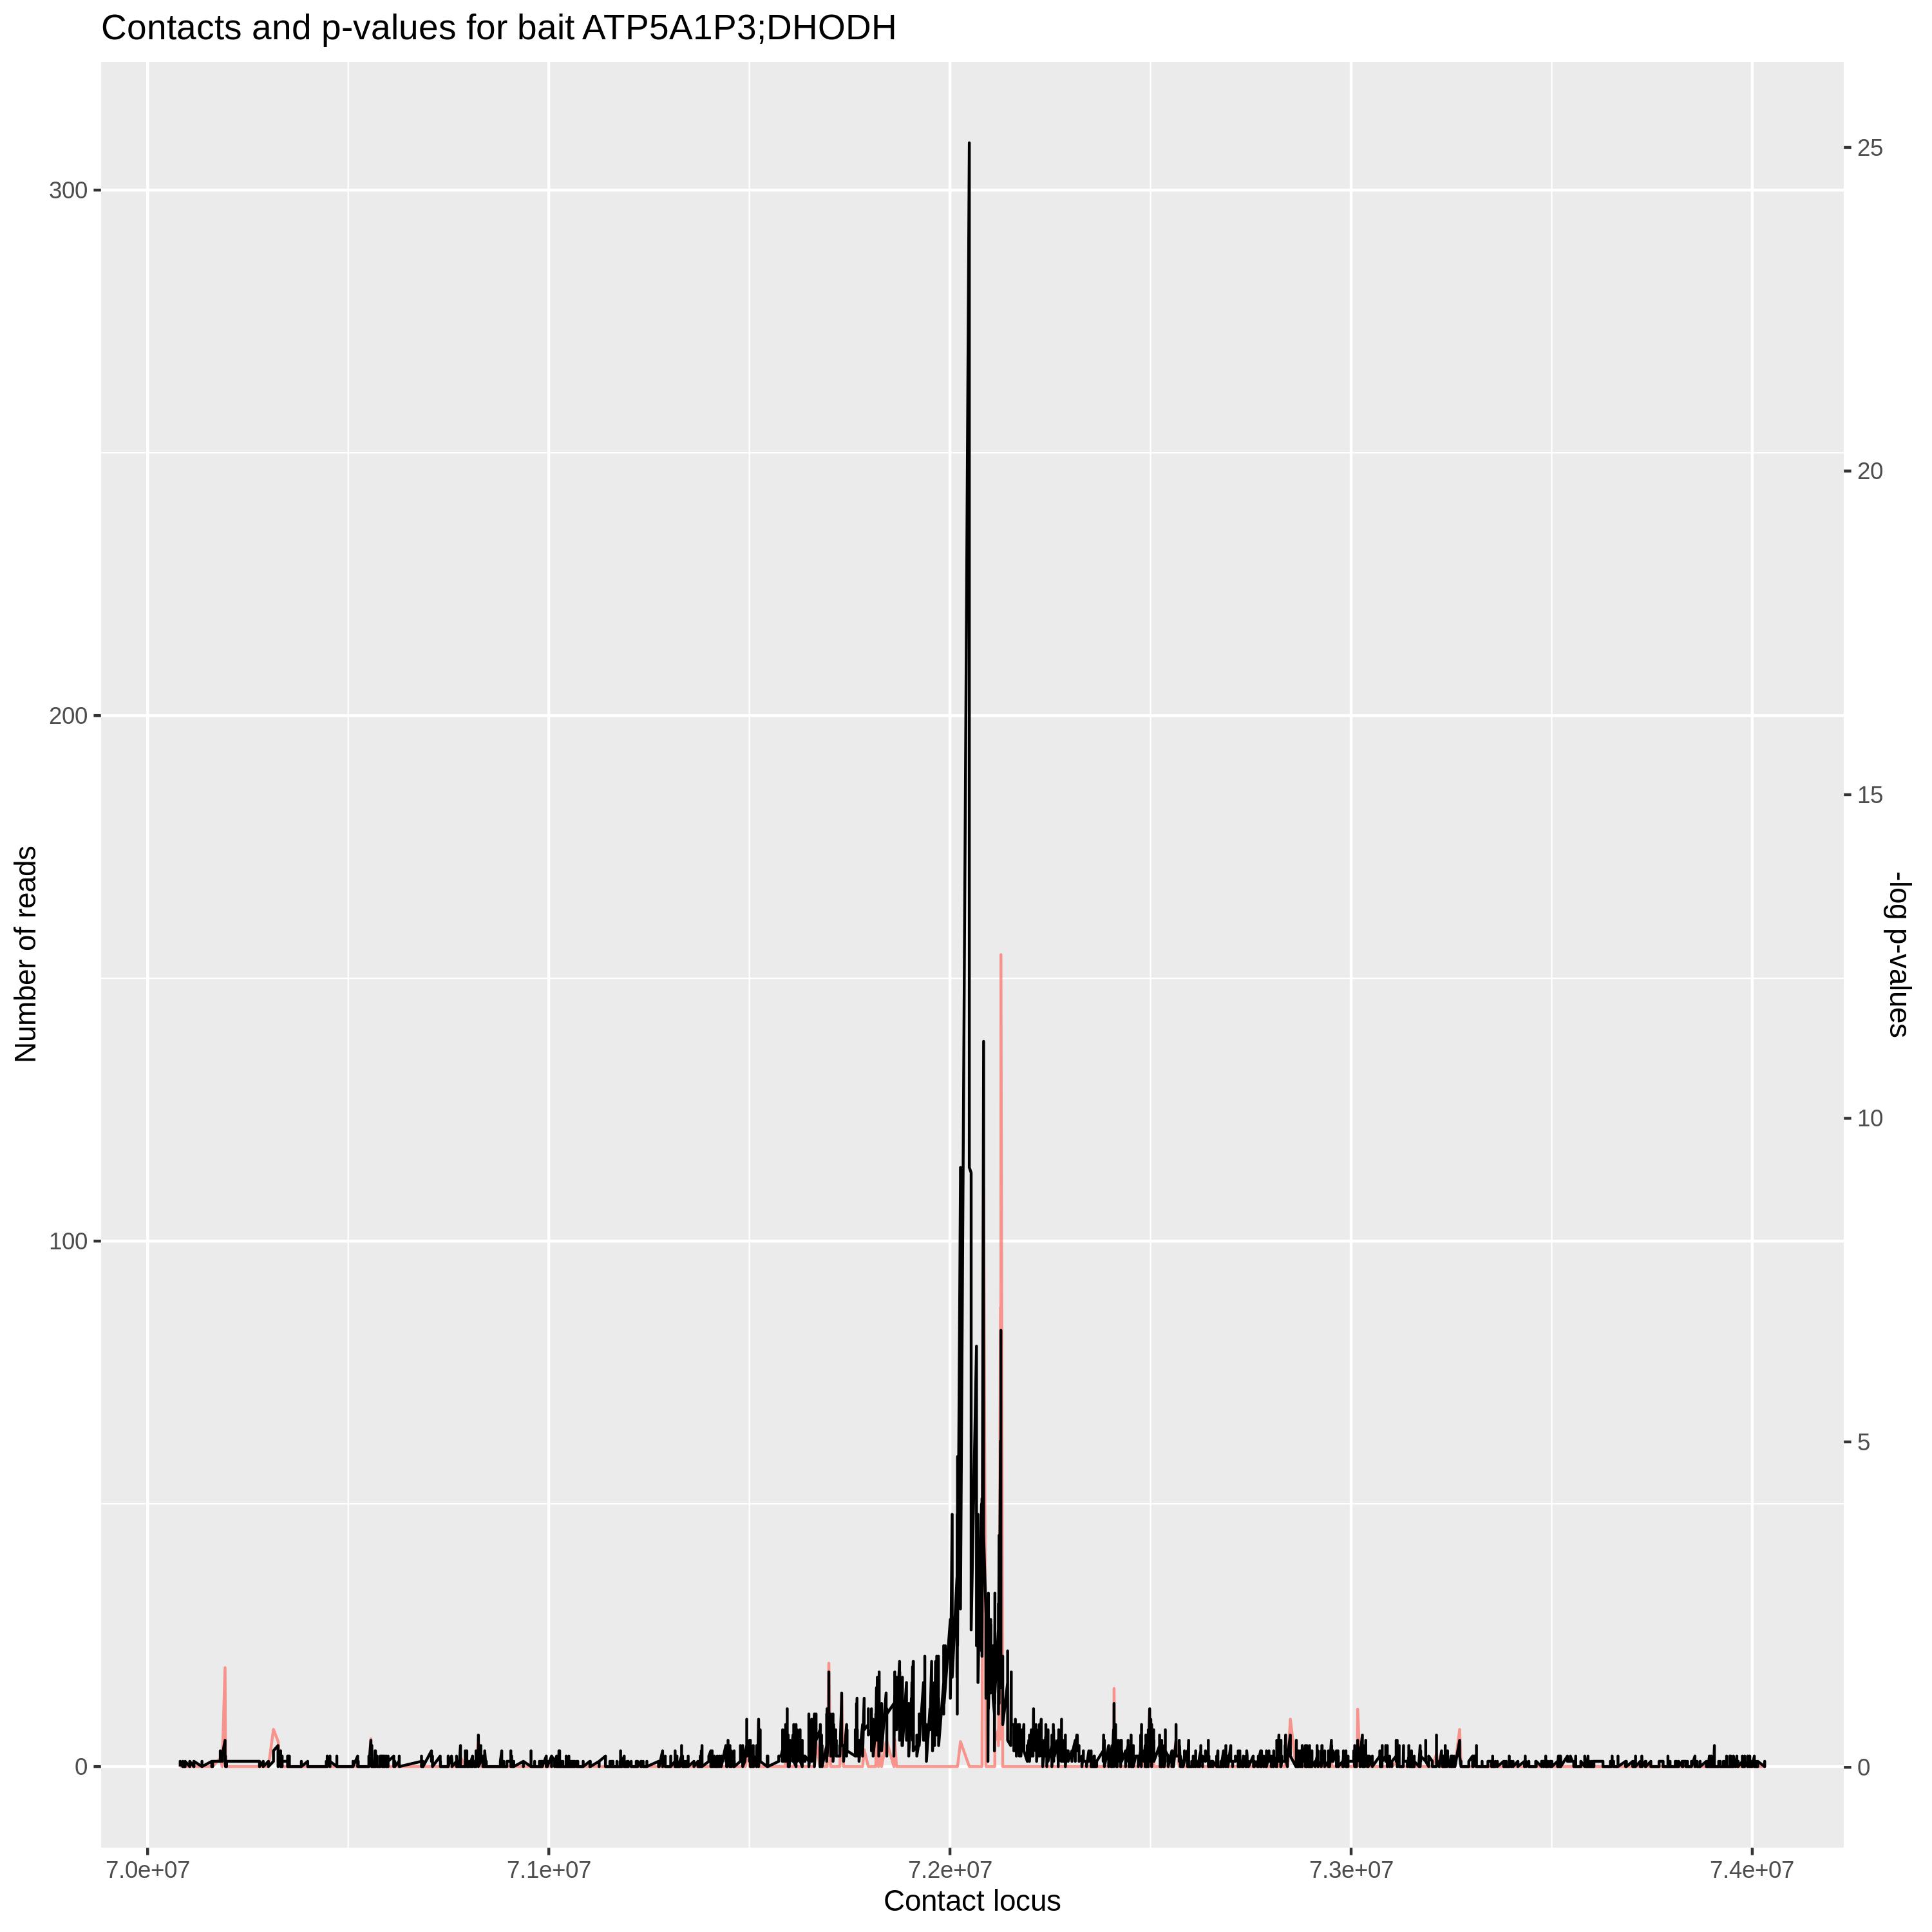 Contacts and p-values for bait ATP5A1P3;DHODH
300
200
100
0
Number of reads
25
20
15
10
5
0
-log p-values
7.0e+07 7.1e+07 7.2e+07 7.3e+07 7.4e+07
Contact locus